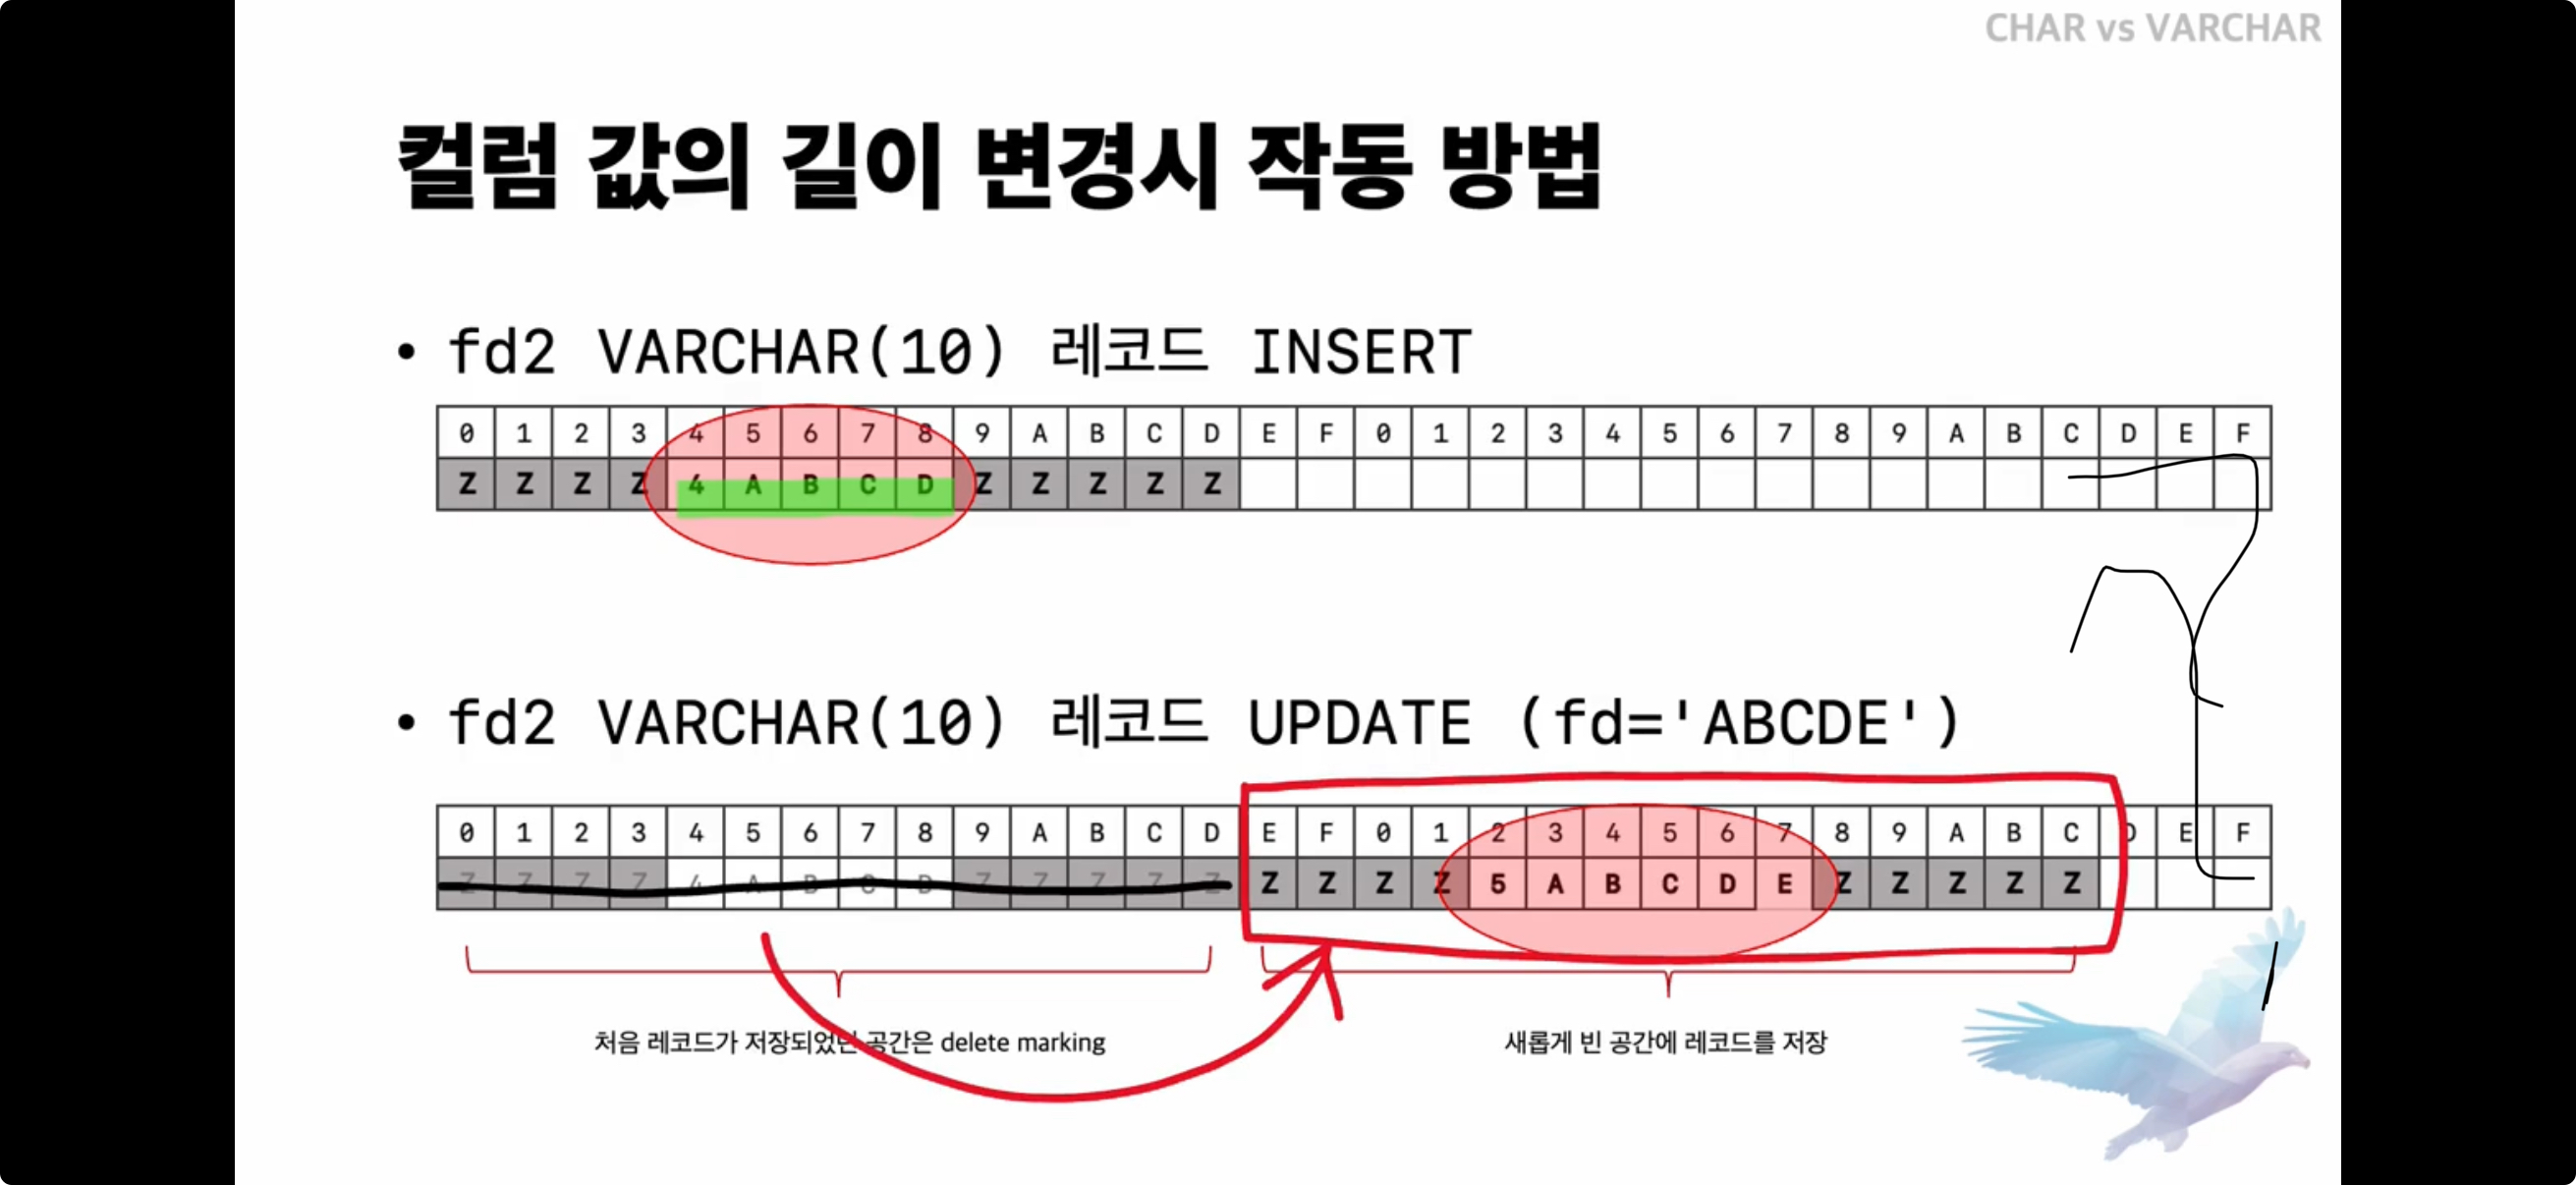 CHAR vs VARCHAR
컬럼 값의 길이 변경시 작동 방법
• fd2 VARCHAR(10) 레코드 INSERT
0 1 2 3 4 5 6 7 8 9 A B C D E F 0 1 2 3 4 5 6 7 8 9 A B C D E F
Z Z Z Z 4 A B C D Z Z Z Z Z
• fd2 VARCHAR(10) 레코드 UPDATE (fd='ABCDE')
0 1 2 3 4 5 6 7 8 9 A B C D E F 0 1 2 3 4 5 6 7 8 9 A B C D E F
Z Z Z Z 4 A B C D Z Z Z Z Z Z Z Z Z 5 A B C D E Z Z Z Z Z
처음 레코드가 저장되었던 공간은 delete marking
새롭게 빈 공간에 레코드를 저장